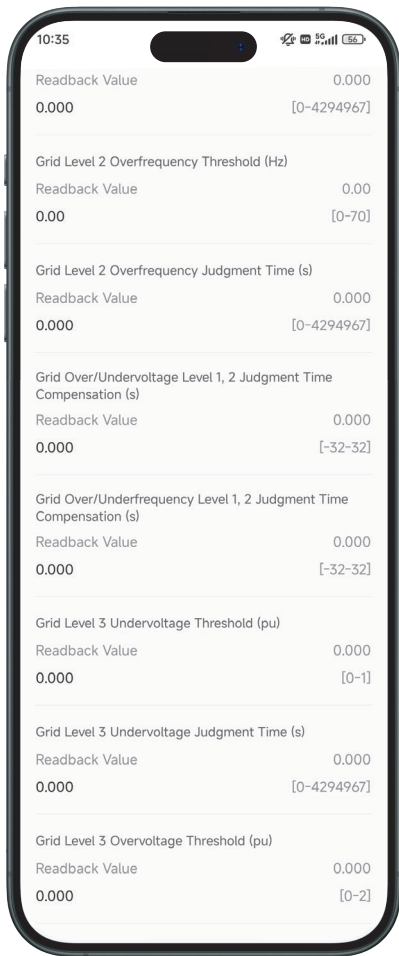 10:35
HD 5G 56
Readback Value 0.000
0.000 [0-4294967]
Grid Level 2 Overfrequency Threshold (Hz)
Readback Value 0.00
0.00 [0-70]
Grid Level 2 Overfrequency Judgment Time (s)
Readback Value 0.000
0.000 [0-4294967]
Grid Over/Undervoltage Level 1, 2 Judgment Time
Compensation (s)
Readback Value 0.000
0.000 [-32-32]
Grid Over/Underfrequency Level 1, 2 Judgment Time
Compensation (s)
Readback Value 0.000
0.000 [-32-32]
Grid Level 3 Undervoltage Threshold (pu)
Readback Value 0.000
0.000 [0-1]
Grid Level 3 Undervoltage Judgment Time (s)
Readback Value 0.000
0.000 [0-4294967]
Grid Level 3 Overvoltage Threshold (pu)
Readback Value 0.000
0.000 [0-2]